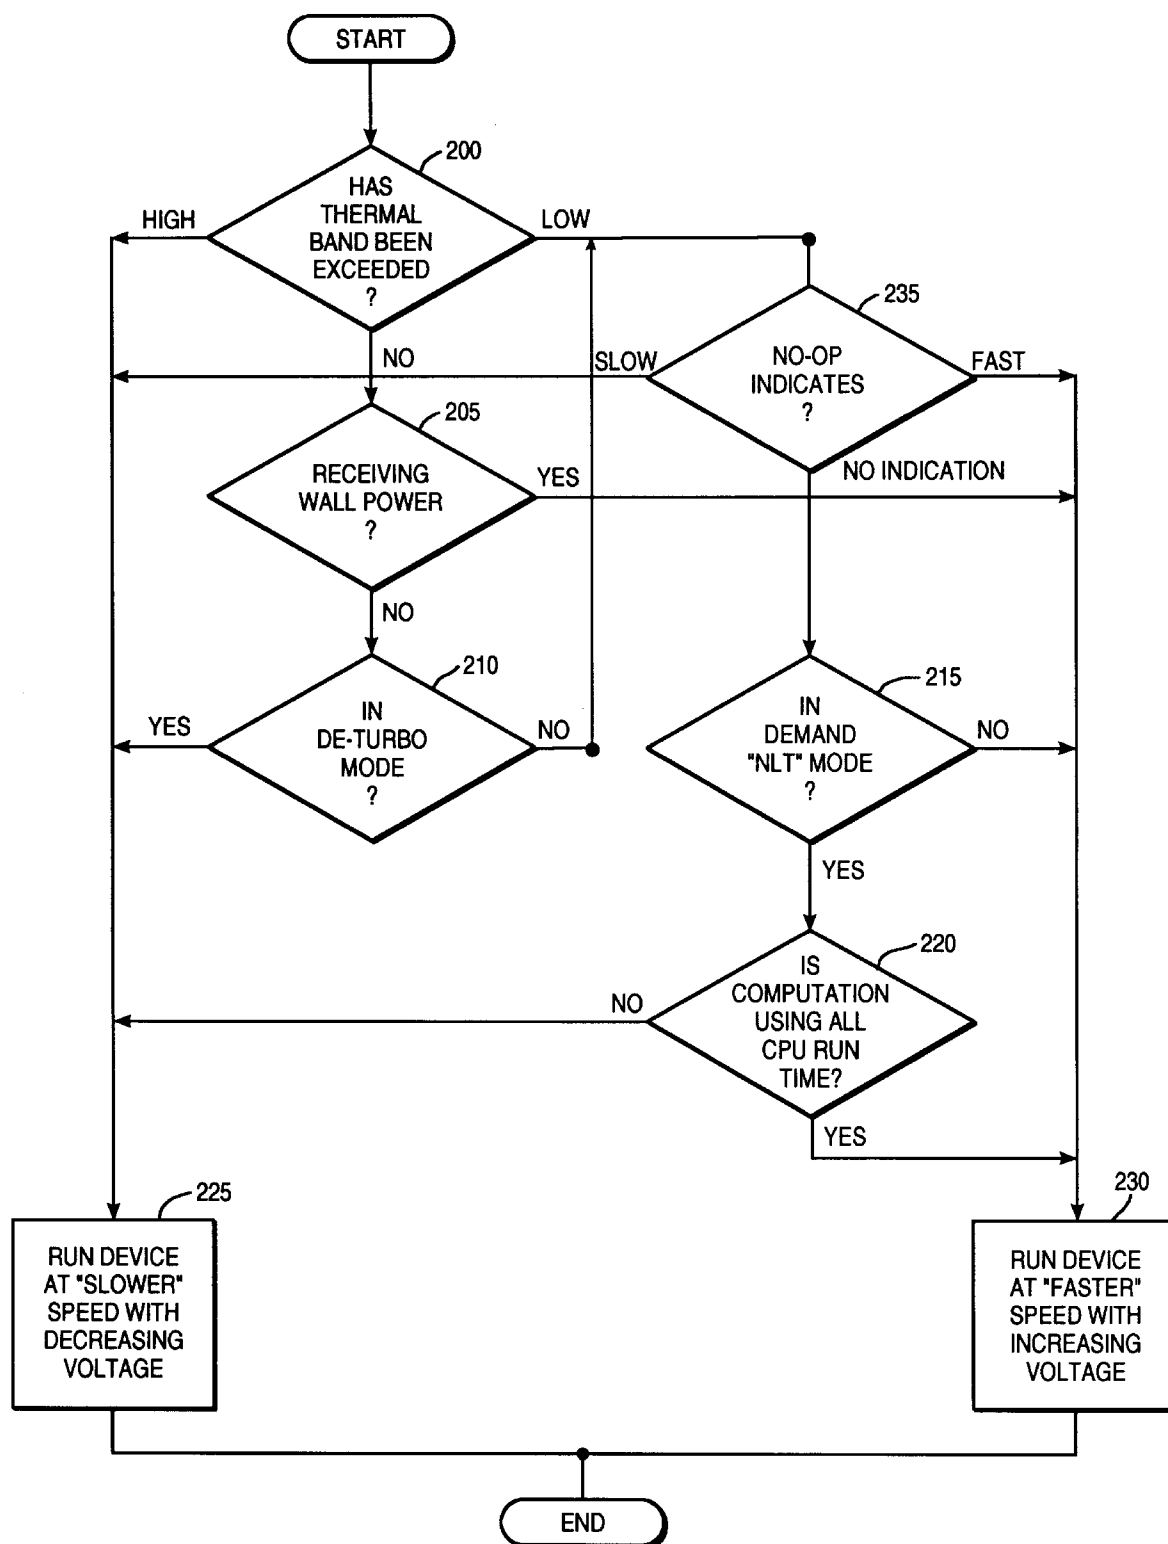 START
200
HAS
THERMAL
BAND BEEN
EXCEEDED
?
HIGH
LOW
NO
235
NO-OP
INDICATES
?
SLOW
FAST
NO INDICATION
205
RECEIVING
WALL POWER
?
YES
NO
210
IN
DE-TURBO
MODE
?
YES
NO
215
IN
DEMAND
"NLT" MODE
?
NO
YES
220
IS
COMPUTATION
USING ALL
CPU RUN
TIME?
NO
YES
225
RUN DEVICE
AT "SLOWER"
SPEED WITH
DECREASING
VOLTAGE
230
RUN DEVICE
AT "FASTER"
SPEED WITH
INCREASING
VOLTAGE
END